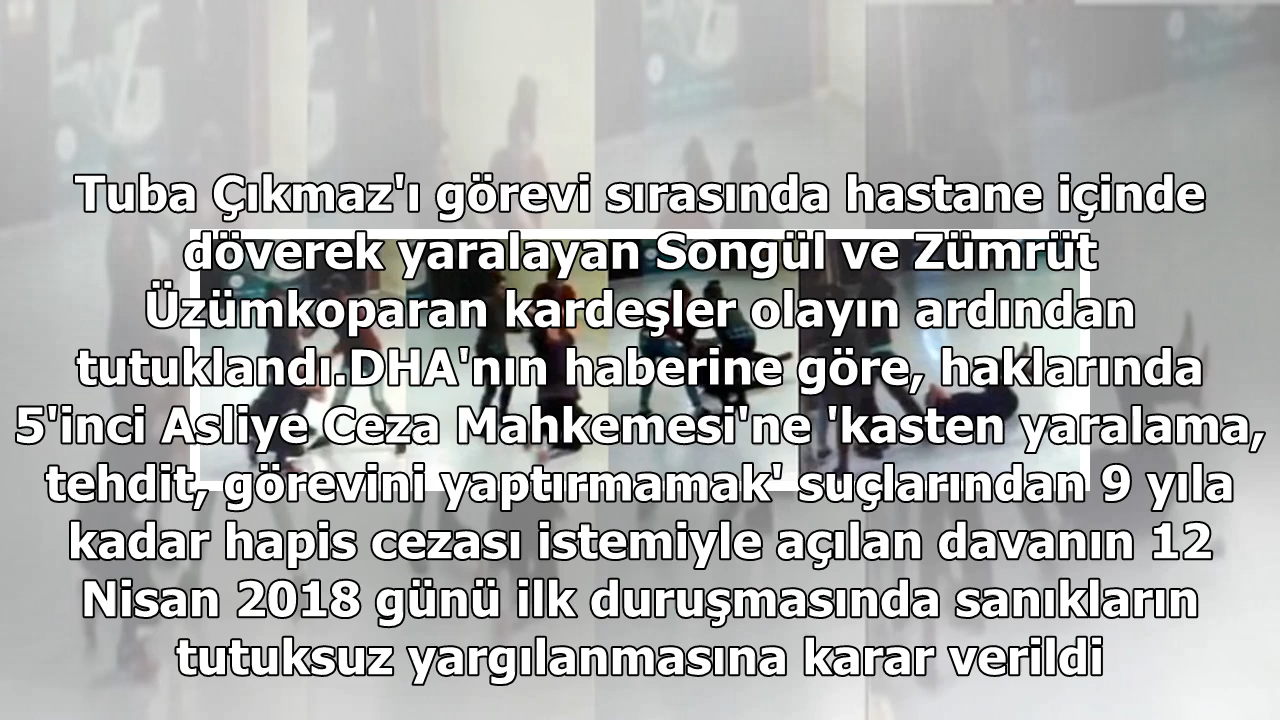 Tuba Çıkmaz'ı görevi sırasında hastane içinde
döverek yaralayan Songül ve Zümrüt
Üzümkoparan kardeşler olayın ardından
tutuklandı.DHA'nın haberine göre, haklarında
5'inci Asliye Ceza Mahkemesi'ne 'kasten yaralama,
tehdit, görevini yaptırmamak' suçlarından 9 yıla
kadar hapis cezası istemiyle açılan davanın 12
Nisan 2018 günü ilk duruşmasında sanıkların
tutuksuz yargılanmasına karar verildi